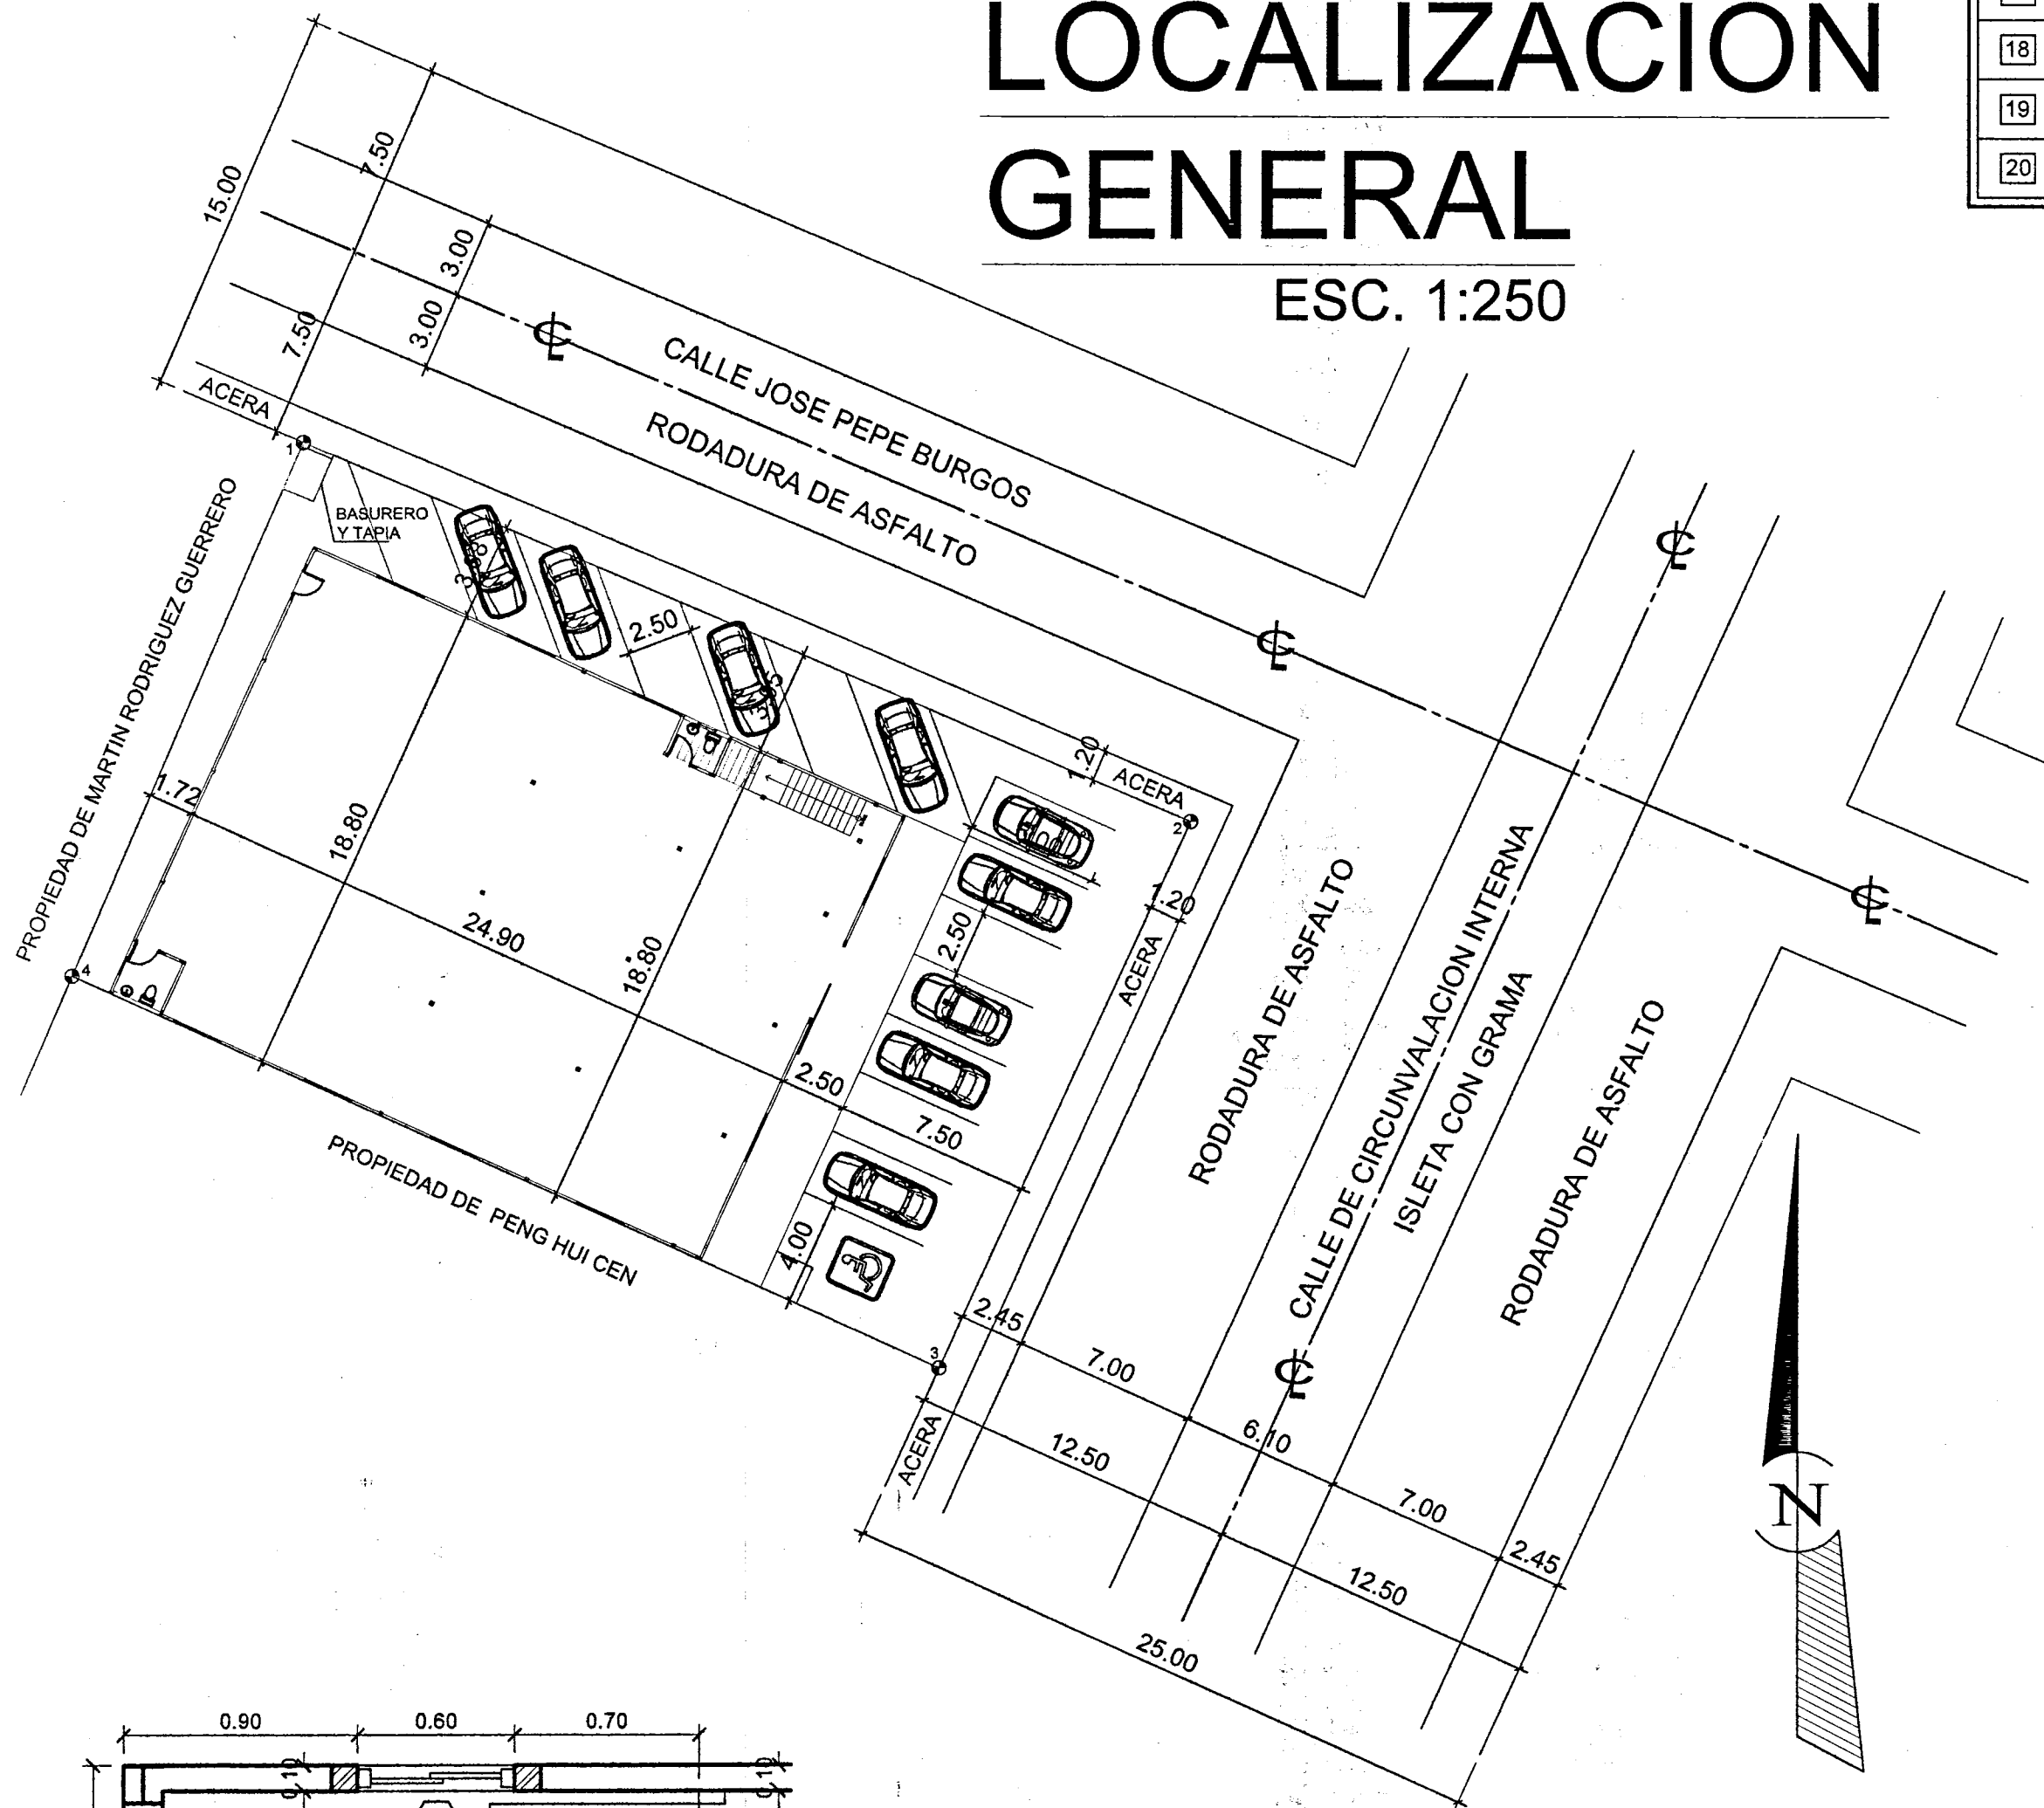 LOCALIZACION
GENERAL
ESC. 1:250
18
19
20
15.00
7.50
3.00
3.00
7.50
ACERA
CALLE JOSE PEPE BURGOS
RODADURA DE ASFALTO
1
BASURERO
Y TAPIA
PROPIEDAD DE MARTIN RODRIGUEZ GUERRERO
2.50
1.20
ACERA
2
1.72
18.80
24.90
18.80
2.50
1.20
ACERA
4
2.50
7.50
PROPIEDAD DE PENG HUI CEN
4.00
3
RODADURA DE ASFALTO
CALLE DE CIRCUNVALACION INTERNA
ISLETA CON GRAMA
RODADURA DE ASFALTO
2.45
7.00
6.10
7.00
2.45
ACERA
12.50
12.50
25.00
N
0.90
0.60
0.70